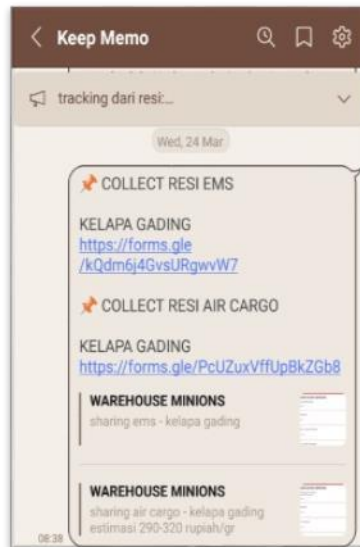 Keep Memo
tracking dari resi:...
Wed, 24 Mar
📌 COLLECT RESI EMS
KELAPA GADING
https://forms.gle
/kQdm6j4GvsURgwvW7
📌 COLLECT RESI AIR CARGO
KELAPA GADING
https://forms.gle/PcUZuxVffUpBkZGb8
WAREHOUSE MINIONS
sharing ems - kelapa gading
WAREHOUSE MINIONS
sharing air cargo - kelapa gading
estimasi 290-320 rupiah/gr
08:38